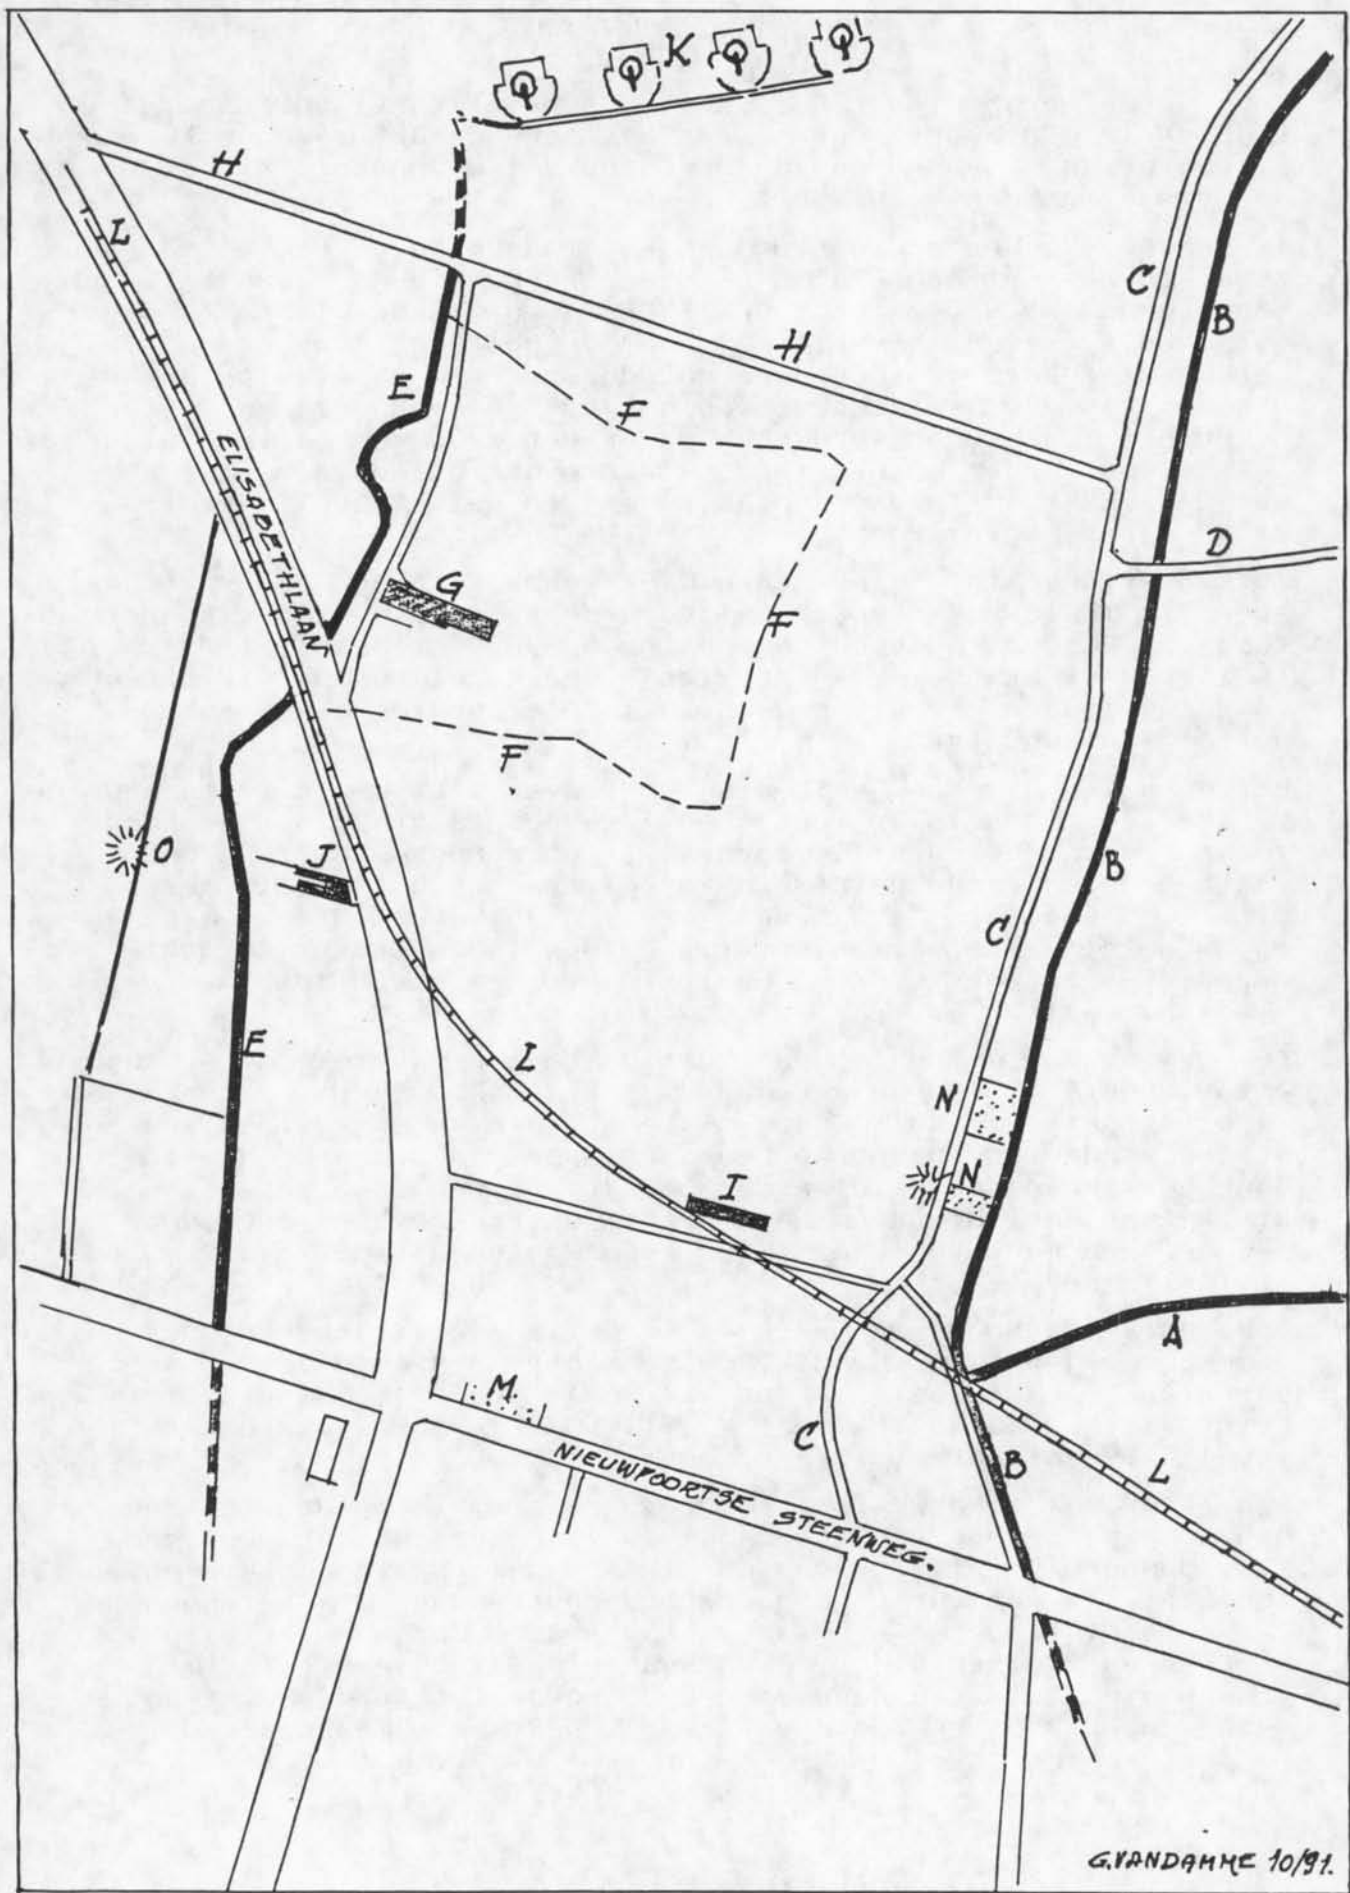 K
H
L
C
B
H
E
F
ELISABETHLAAN
D
G
F
F
J
O
B
C
E
L
N
I
N
A
M.
C
B
L
NIEUWPOORTSE STEENWEG.
G.VANDAMME 10/91.